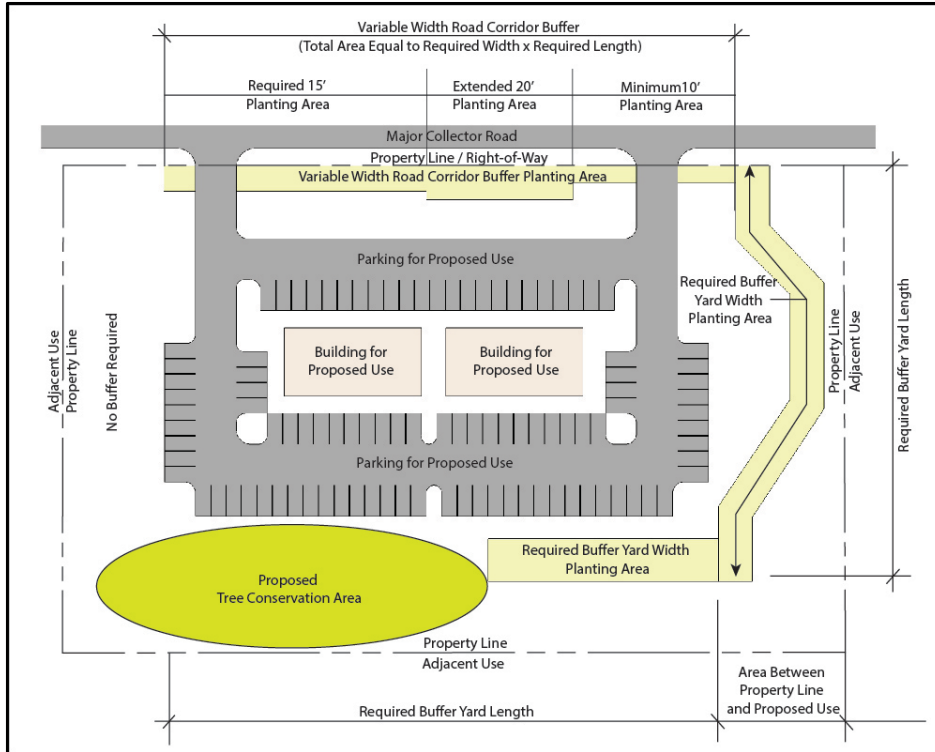 Variable Width Road Corridor Buffer
(Total Area Equal to Required Width x Required Length)
Required 15'
Planting Area
Extended 20'
Planting Area
Minimum10'
Planting Area
Major Collector Road
Property Line / Right-of-Way
Variable Width Road Corridor Buffer Planting Area
Parking for Proposed Use
Required Buffer
Yard Width
Planting Area
Adjacent Use
Property Line
No Buffer Required
Building for
Proposed Use
Building for
Proposed Use
Property Line
Adjacent Use
Required Buffer Yard Length
Parking for Proposed Use
Required Buffer Yard Width
Planting Area
Proposed
Tree Conservation Area
Property Line
Adjacent Use
Area Between
Property Line
and Proposed Use
Required Buffer Yard Length